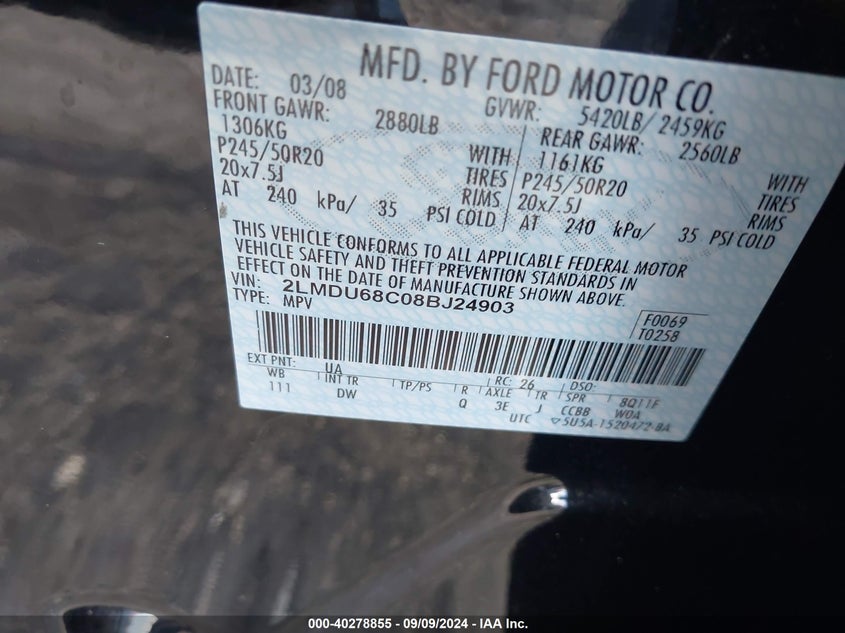 MFD. BY FORD MOTOR CO.
DATE: 03/08 GVWR: 5420LB/ 2459KG
FRONT GAWR: 2880LB REAR GAWR: 2560LB
1306KG WITH 1161KG WITH
P245/50R20 TIRES P245/50R20 TIRES
20x7.5J RIMS 20x7.5J RIMS
AT 240 kPa/ 35 PSI COLD AT 240 kPa/ 35 PSI COLD
THIS VEHICLE CONFORMS TO ALL APPLICABLE FEDERAL MOTOR
VEHICLE SAFETY AND THEFT PREVENTION STANDARDS IN
EFFECT ON THE DATE OF MANUFACTURE SHOWN ABOVE.
VIN: 2LMDU68C08BJ24903
TYPE: MPV
F0069
T0258
EXT PNT: UA RC: 26 DSO:
WB INT TR TP/PS R AXLE TR SPR 8Q11F
111 DW Q 3E J CCBB W0A
UTC ▽5U5A-1520472-BA
000-40278855 - 09/09/2024 - IAA Inc.